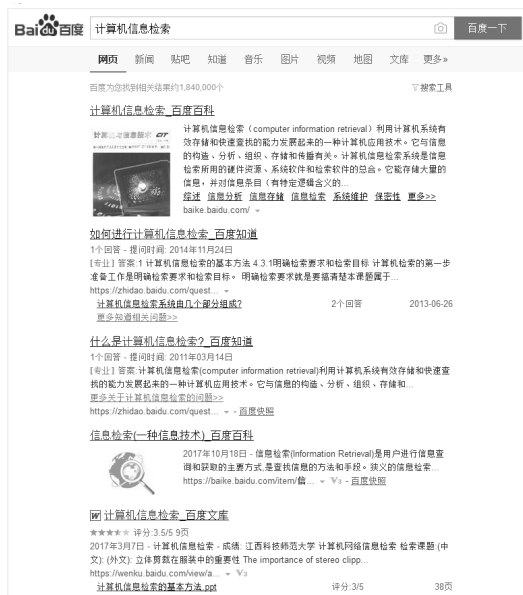 Bai百度 计算机信息检索 百度一下
网页 新闻 贴吧 知道 音乐 图片 视频 地图 文库 更多»
百度为您找到相关结果约1,840,000个 搜索工具
计算机信息检索_百度百科
计算机信息检索（computer information retrieval）利用计算机系统有
效存储和快速查找的能力发展起来的一种计算机应用技术。它与信息
的构造、分析、组织、存储和传播有关。计算机信息检索系统是信息
检索所用的硬件资源、系统软件和检索软件的总合。它能存储大量的
信息，并对信息条目（有特定逻辑含义的...
综述 信息分析 信息存储 信息检索 系统维护 保密性 更多>>
baike.baidu.com/
如何进行计算机信息检索_百度知道
1个回答 - 提问时间: 2014年11月24日
[专业] 答案:1 计算机信息检索的基本方法 4.3.1明确检索要求和检索目标 计算机检索的第一步
准备工作是明确检索要求和检索目标。 明确检索要求就是要搞清楚本课题属于...
https://zhidao.baidu.com/quest...
计算机信息检索系统由几个部分组成? 2个回答 2013-06-26
更多知道相关问题>>
什么是计算机信息检索?_百度知道
1个回答 - 提问时间: 2011年03月14日
[专业] 答案:计算机信息检索(computer information retrieval)利用计算机系统有效存储和快速查
找的能力发展起来的一种计算机应用技术。它与信息的构造、分析、组织、存储和...
更多关于计算机信息检索的问题>>
https://zhidao.baidu.com/quest... - 百度快照
信息检索(一种信息技术)_百度百科
2017年10月18日 - 信息检索(Information Retrieval)是用户进行信息查
询和获取的主要方式,是查找信息的方法和手段。狭义的信息检索...
https://baike.baidu.com/item/信... V3 - 百度快照
W 计算机信息检索_百度文库
评分:3.5/5 9页
2017年3月7日 - 计算机信息检索 - 成绩: 江西科技师范大学 计算机网络信息检索 检索课题:(中
文): (外文): 立体剪裁在服装中的重要性 The importance of stereo clipp...
https://wenku.baidu.com/view/a... V3
计算机信息检索的基本方法.ppt 评分:3/5 38页